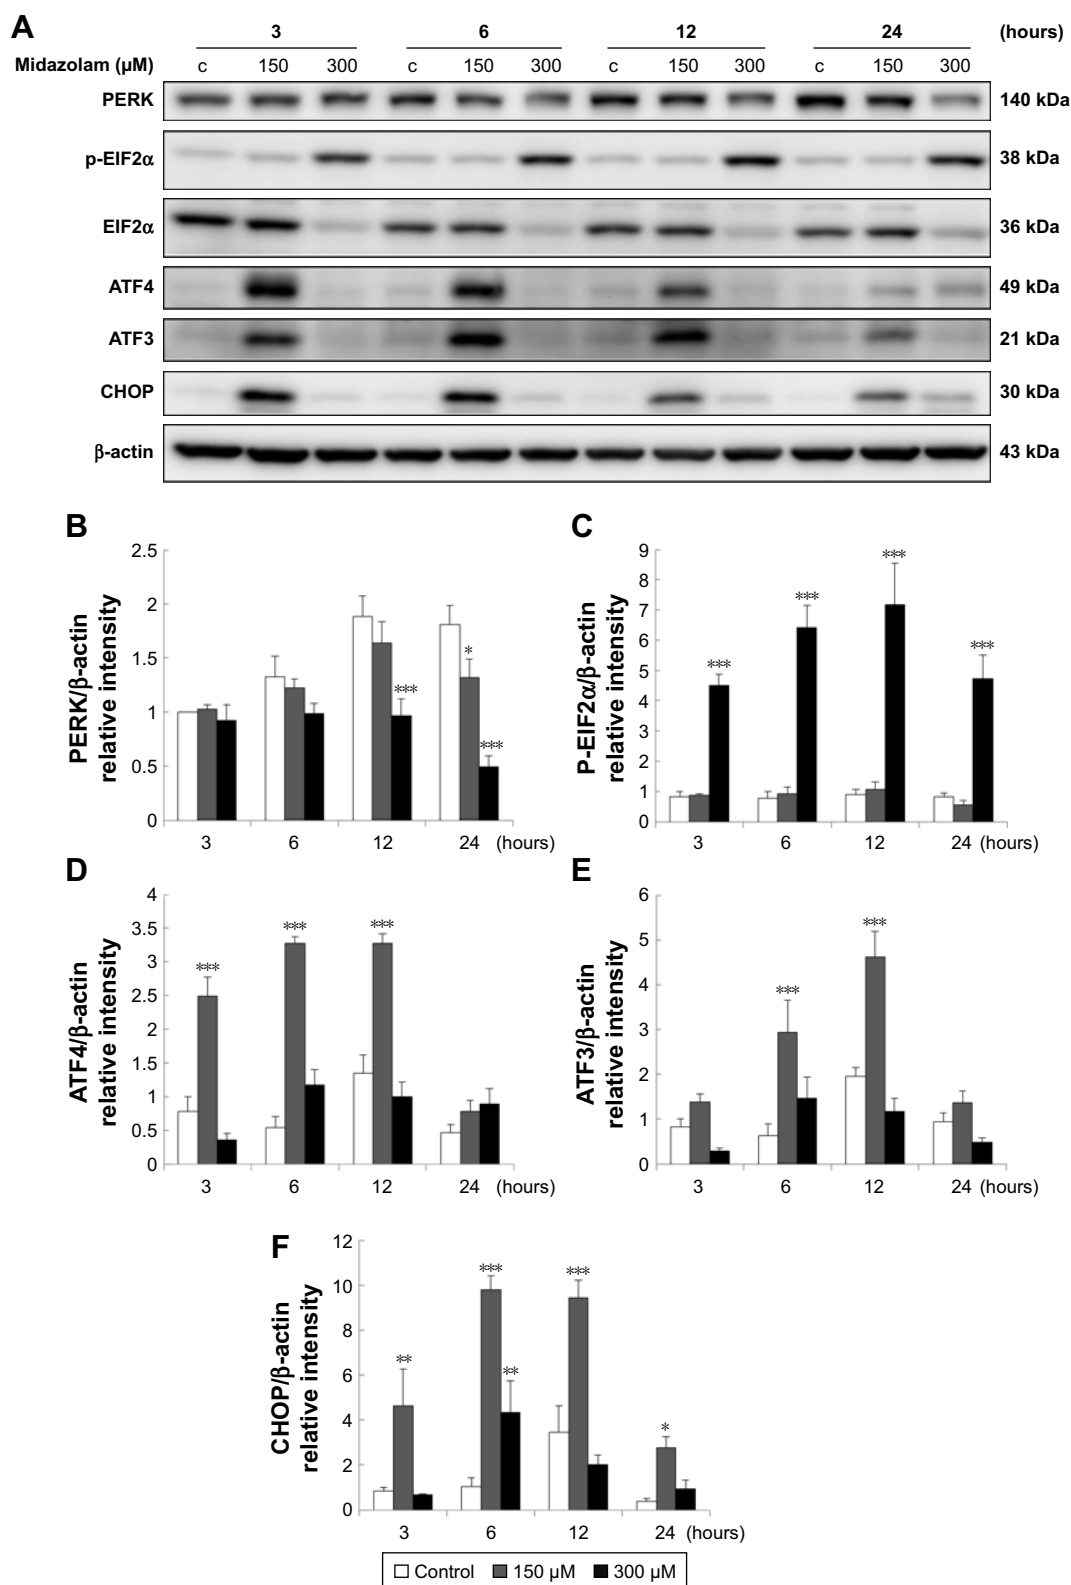 A
3 6 12 24 (hours)
Midazolam (µM) c 150 300 c 150 300 c 150 300 c 150 300
PERK 140 kDa
p-EIF2α 38 kDa
EIF2α 36 kDa
ATF4 49 kDa
ATF3 21 kDa
CHOP 30 kDa
β-actin 43 kDa
B
PERK/β-actin
relative intensity
2.5
2
1.5
1
0.5
0
*
***
***
3 6 12 24 (hours)
C
P-EIF2α/β-actin
relative intensity
9
8
7
6
5
4
3
2
1
0
***
***
***
***
3 6 12 24 (hours)
D
ATF4/β-actin
relative intensity
4
3.5
3
2.5
2
1.5
1
0.5
0
***
***
***
3 6 12 24 (hours)
E
ATF3/β-actin
relative intensity
6
5
4
3
2
1
0
***
***
3 6 12 24 (hours)
F
CHOP/β-actin
relative intensity
12
10
8
6
4
2
0
**
***
**
***
*
3 6 12 24 (hours)
Control 150 µM 300 µM